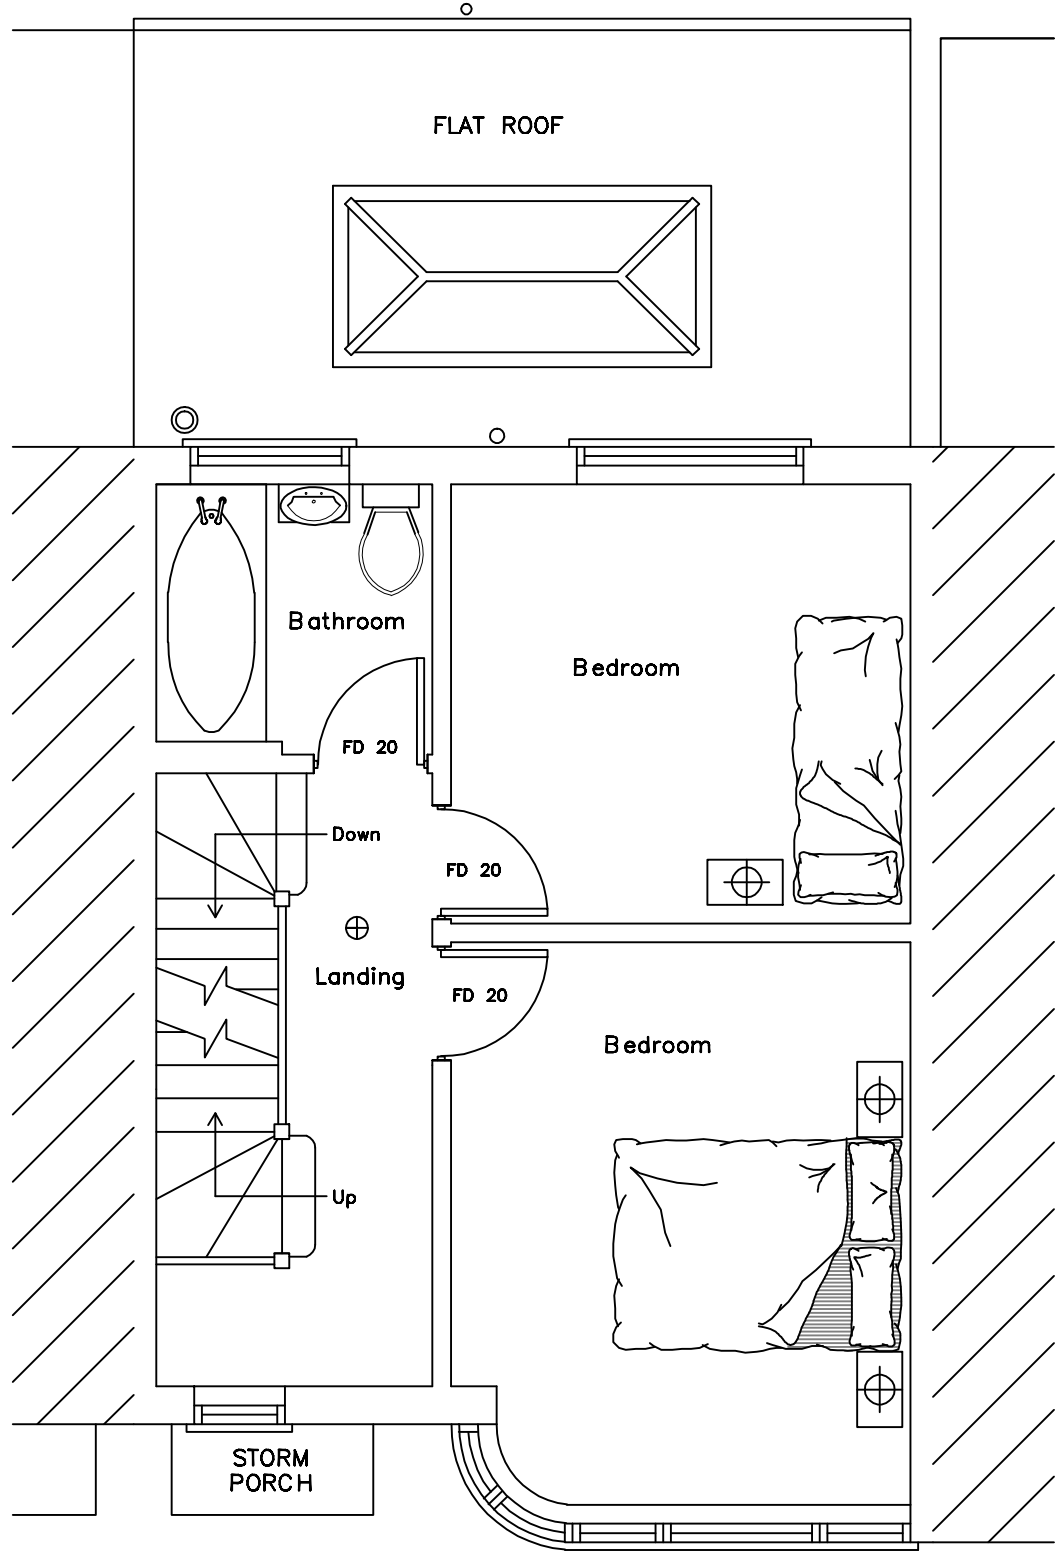 FLAT ROOF
Bathroom
Bedroom
FD 20
Down
FD 20
Landing
FD 20
Bedroom
Up
STORM
PORCH